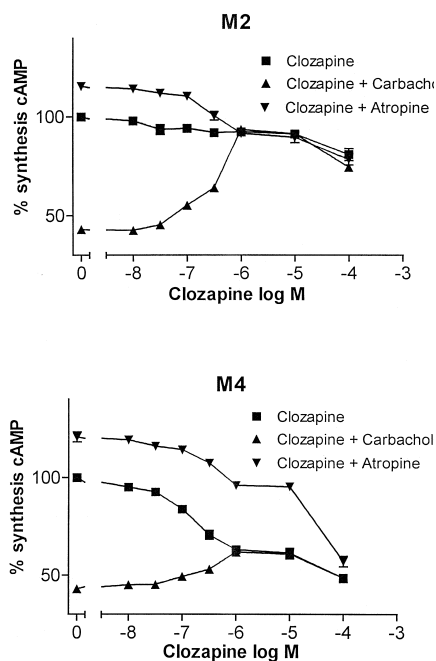 M2
Clozapine
Clozapine + Carbacho
Clozapine + Atropine
% synthesis cAMP
100
50
0
-8
-7
-6
-5
-4
-3
Clozapine log M
M4
Clozapine
Clozapine + Carbachol
Clozapine + Atropine
% synthesis cAMP
100
50
0
-8
-7
-6
-5
-4
-3
Clozapine log M